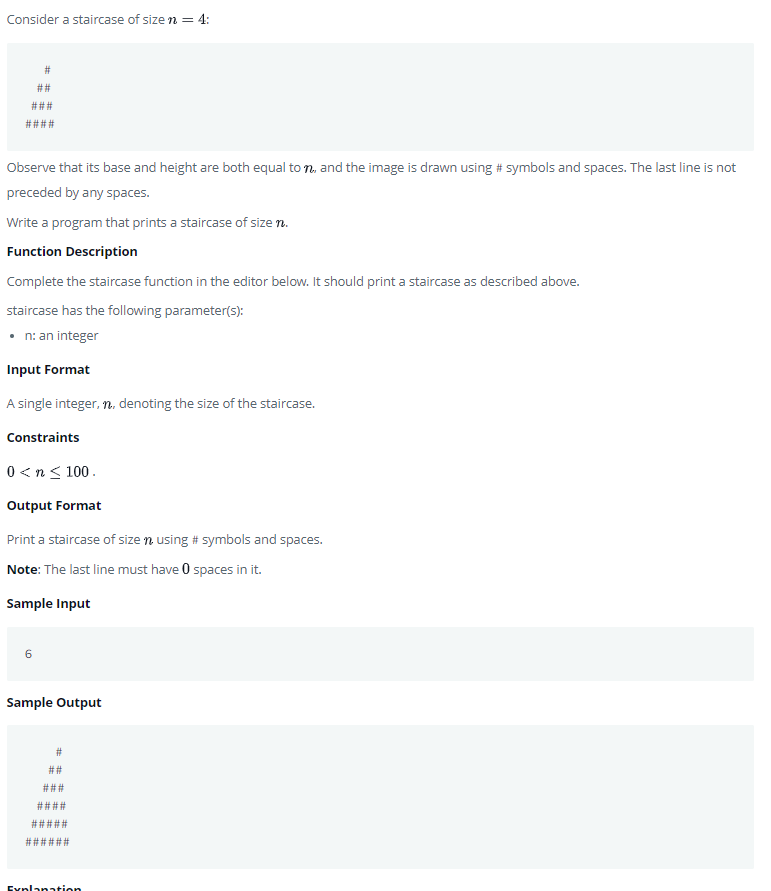 Consider a staircase of size n = 4:
#
##
###
####
Observe that its base and height are both equal to n, and the image is drawn using # symbols and spaces. The last line is not
preceded by any spaces.
Write a program that prints a staircase of size n.
Function Description
Complete the staircase function in the editor below. It should print a staircase as described above.
staircase has the following parameter(s):
• n: an integer
Input Format
A single integer, n, denoting the size of the staircase.
Constraints
0 < n ≤ 100 .
Output Format
Print a staircase of size n using # symbols and spaces.
Note: The last line must have 0 spaces in it.
Sample Input
6
Sample Output
#
##
###
####
#####
######
Explanation